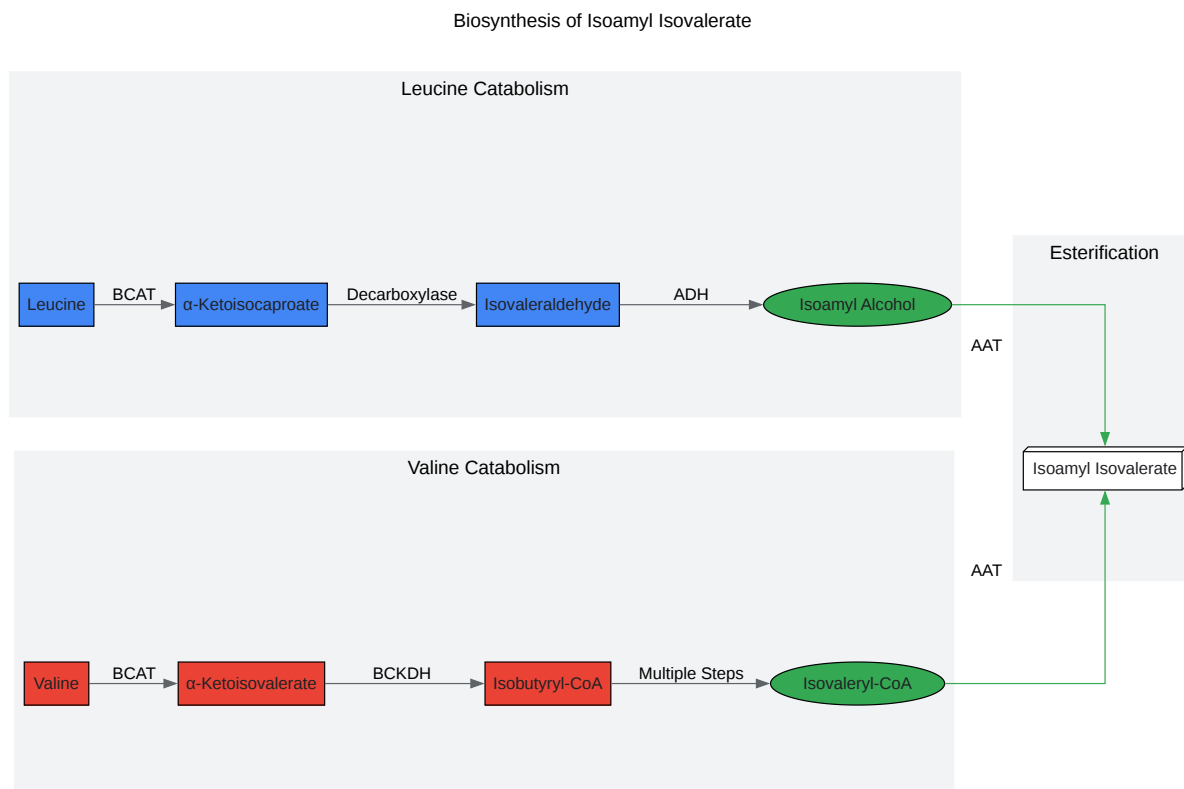 Biosynthesis of Isoamyl Isovalerate
Leucine Catabolism
Esterification
Leucine
BCAT
α-Ketoisocaproate
Decarboxylase
Isovaleraldehyde
ADH
Isoamyl Alcohol
AAT
Isoamyl Isovalerate
Valine Catabolism
AAT
Valine
BCAT
α-Ketoisovalerate
BCKDH
Isobutyryl-CoA
Multiple Steps
Isovaleryl-CoA